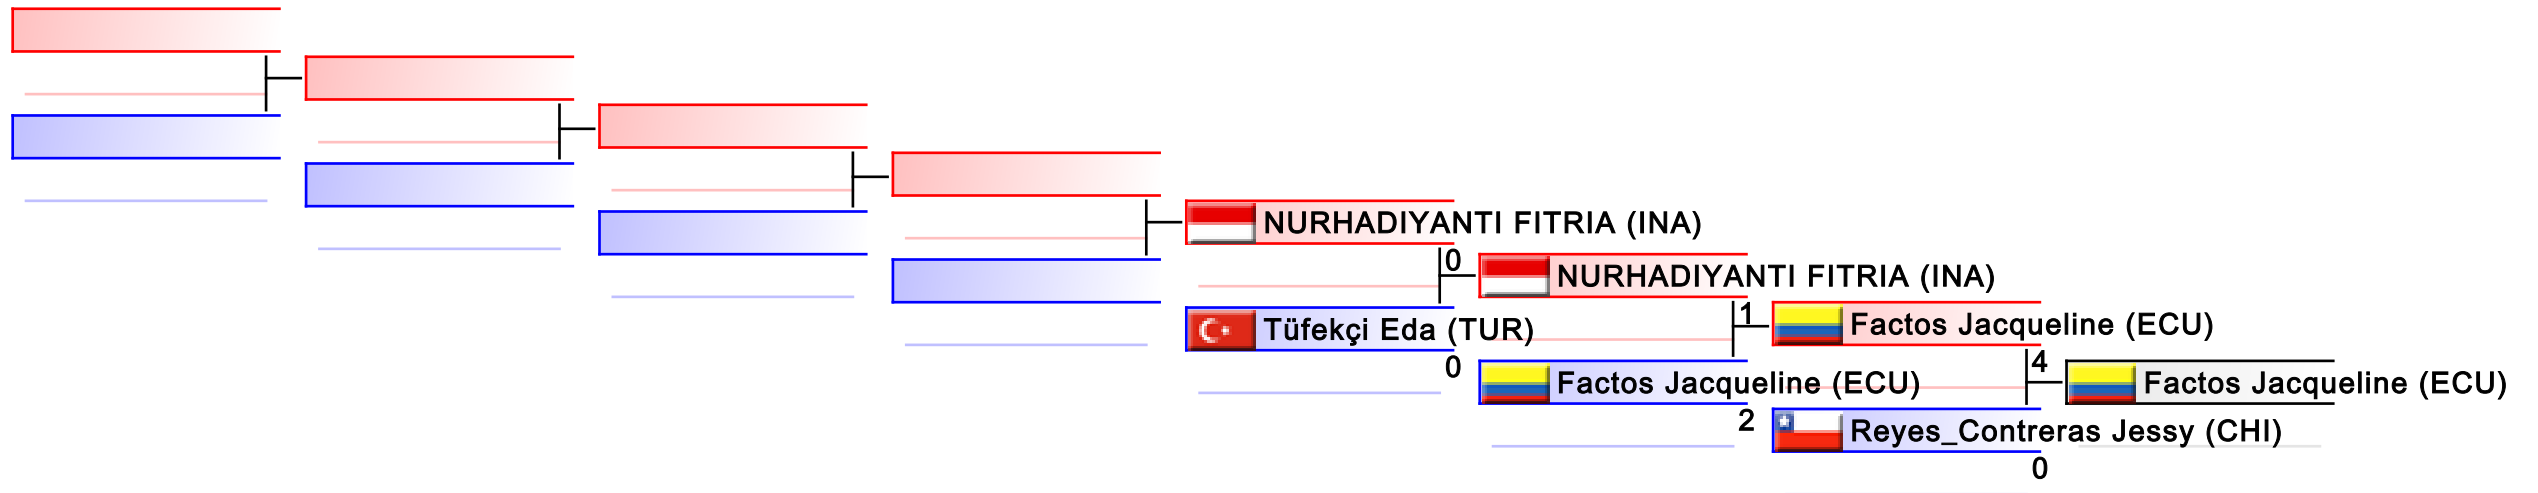 NURHADIYANTI FITRIA (INA)
0
NURHADIYANTI FITRIA (INA)
Tüfekçi Eda (TUR)
0
1
Factos Jacqueline (ECU)
Factos Jacqueline (ECU)
2
4
Factos Jacqueline (ECU)
Reyes_Contreras Jessy (CHI)
0